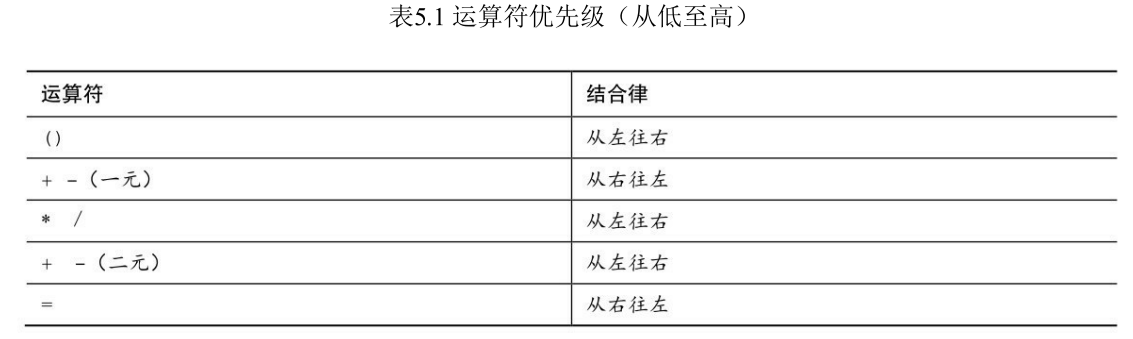 表5.1 运算符优先级（从低至高）
运算符 结合律
() 从左往右
+ -（一元） 从右往左
* / 从左往右
+ -（二元） 从左往右
= 从右往左